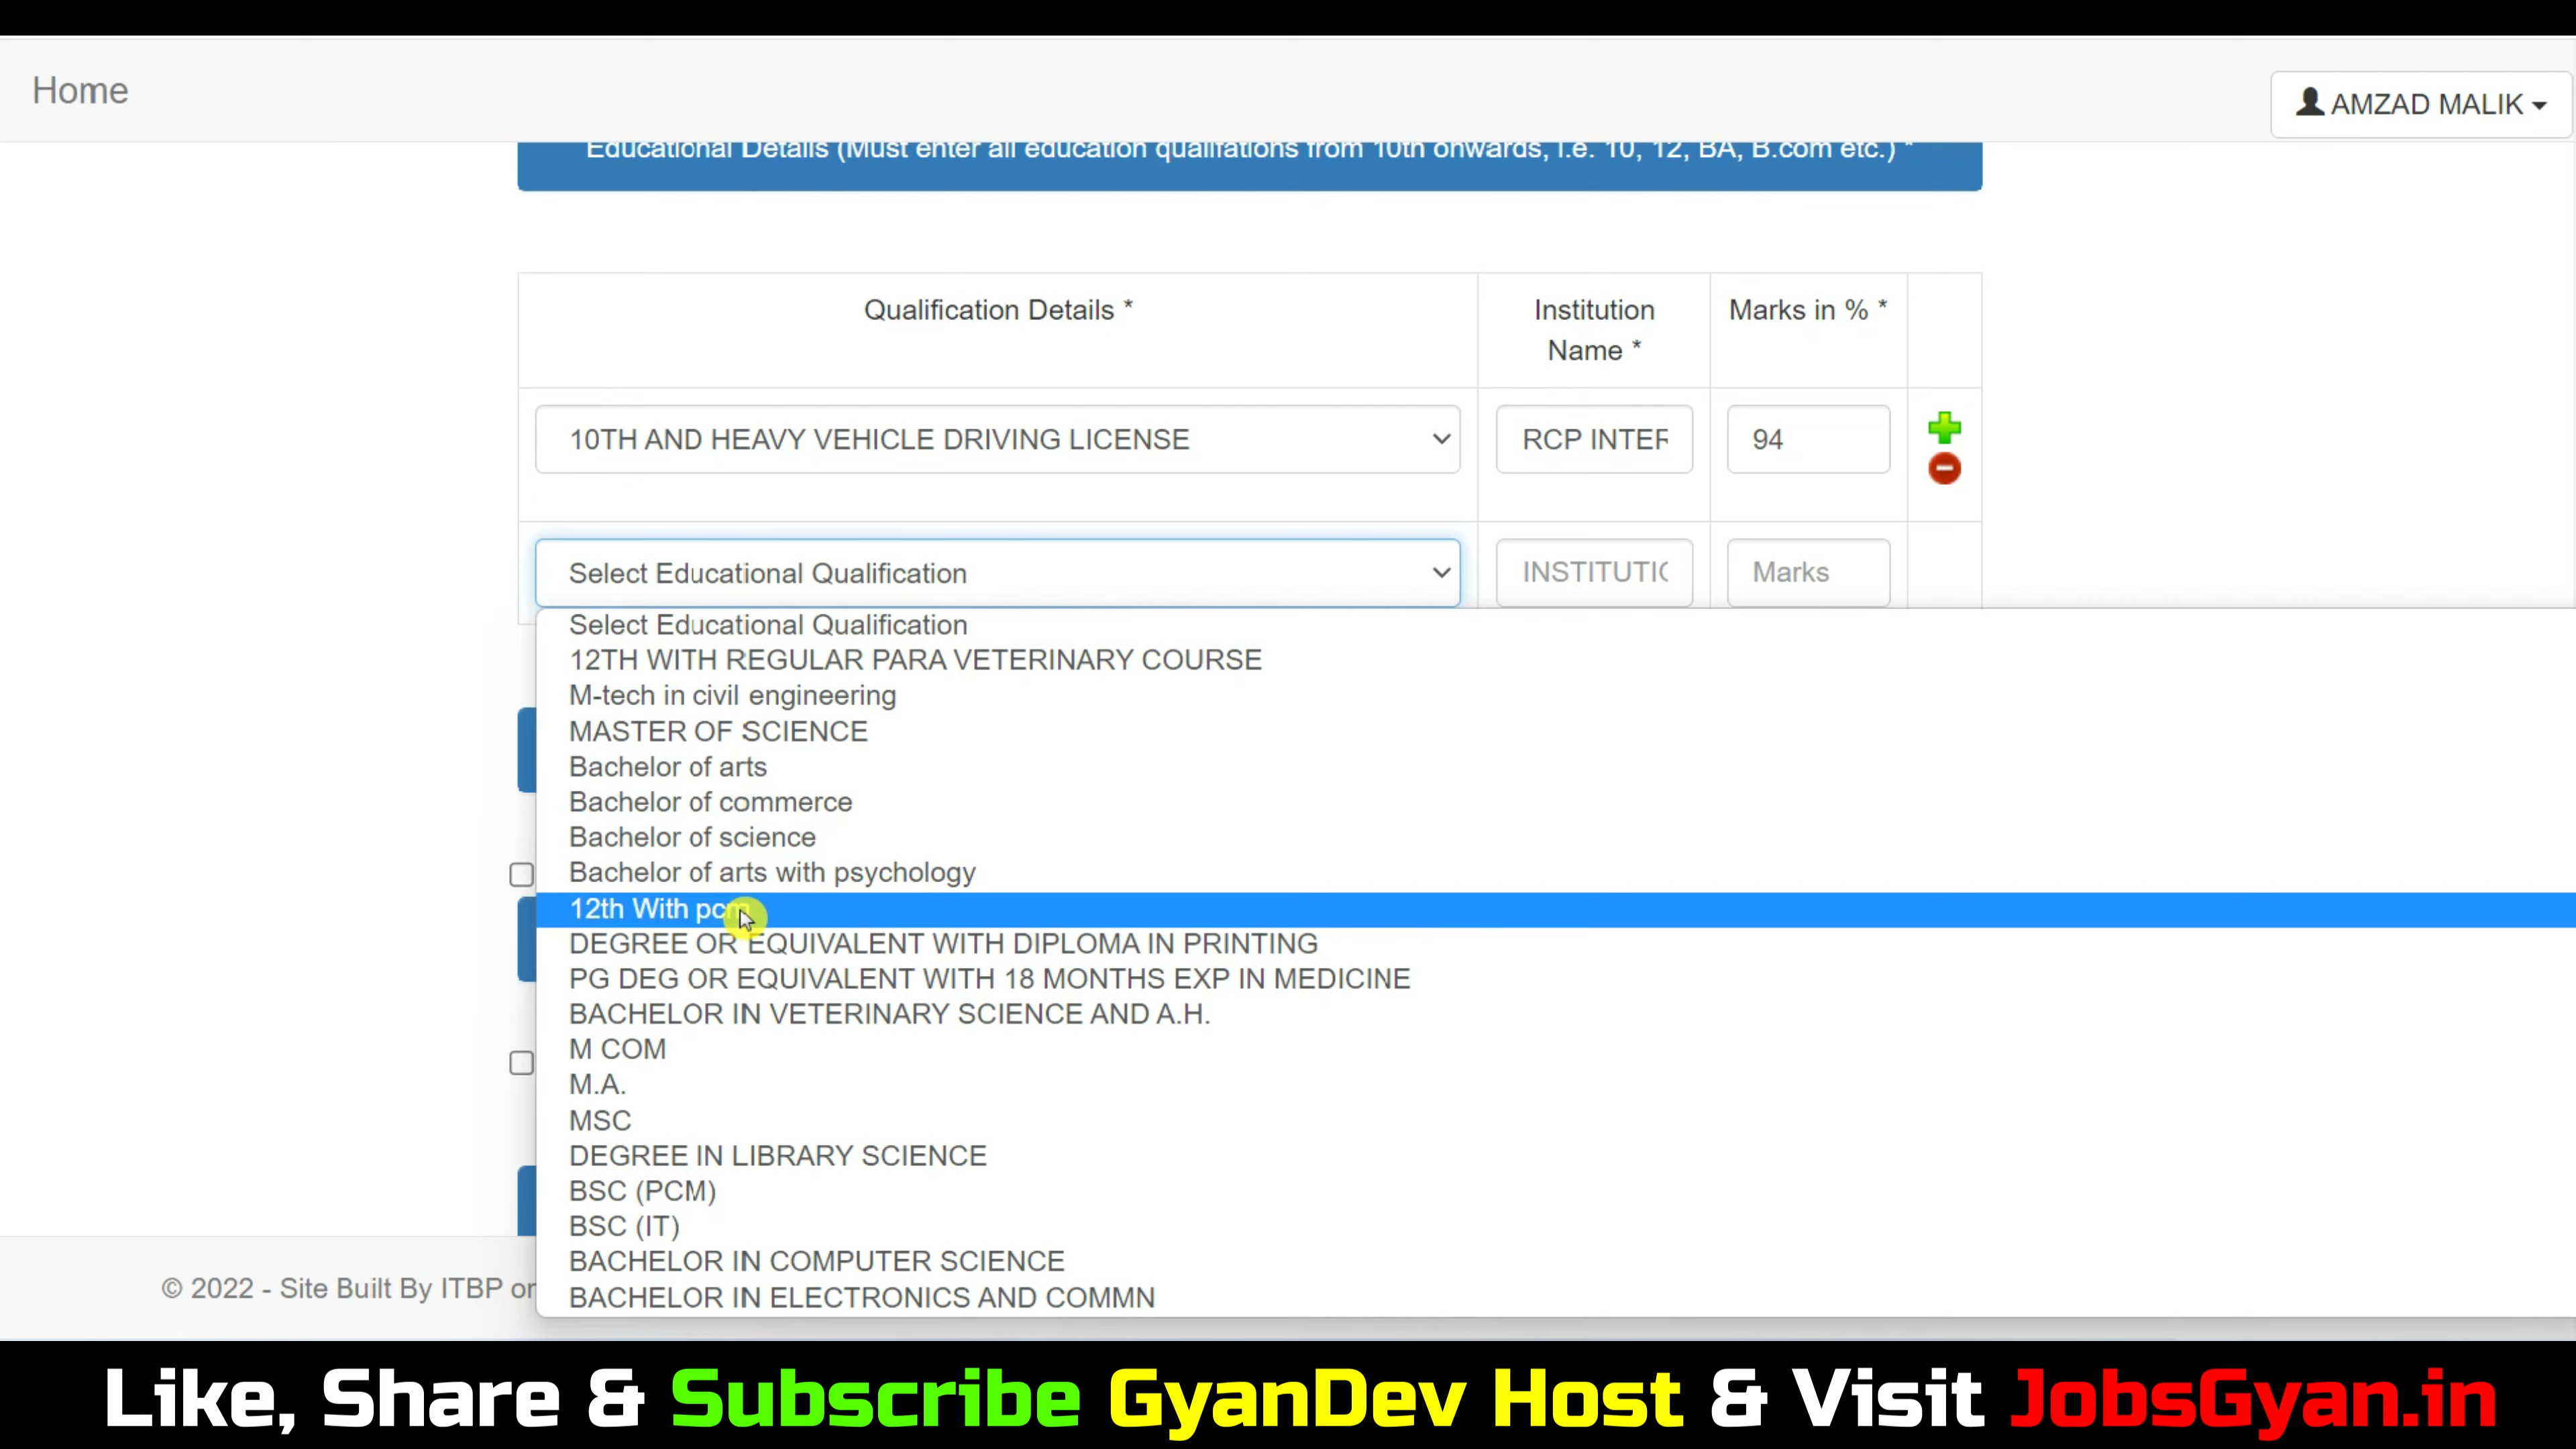 Home
AMZAD MALIK
Educational Details (Must enter all education qualifations from 10th onwards, i.e. 10, 12, BA, B.com etc.) *
Qualification Details *
Institution
Name *
Marks in % *
10TH AND HEAVY VEHICLE DRIVING LICENSE
RCP INTER
94
Select Educational Qualification
INSTITUTIO
Marks
Select Educational Qualification
12TH WITH REGULAR PARA VETERINARY COURSE
M-tech in civil engineering
MASTER OF SCIENCE
Bachelor of arts
Bachelor of commerce
Bachelor of science
Bachelor of arts with psychology
12th With pcm
DEGREE OR EQUIVALENT WITH DIPLOMA IN PRINTING
PG DEG OR EQUIVALENT WITH 18 MONTHS EXP IN MEDICINE
BACHELOR IN VETERINARY SCIENCE AND A.H.
M COM
M.A.
MSC
DEGREE IN LIBRARY SCIENCE
BSC (PCM)
BSC (IT)
BACHELOR IN COMPUTER SCIENCE
BACHELOR IN ELECTRONICS AND COMMN
© 2022 - Site Built By ITBP on
Like, Share & Subscribe GyanDev Host & Visit JobsGyan.in